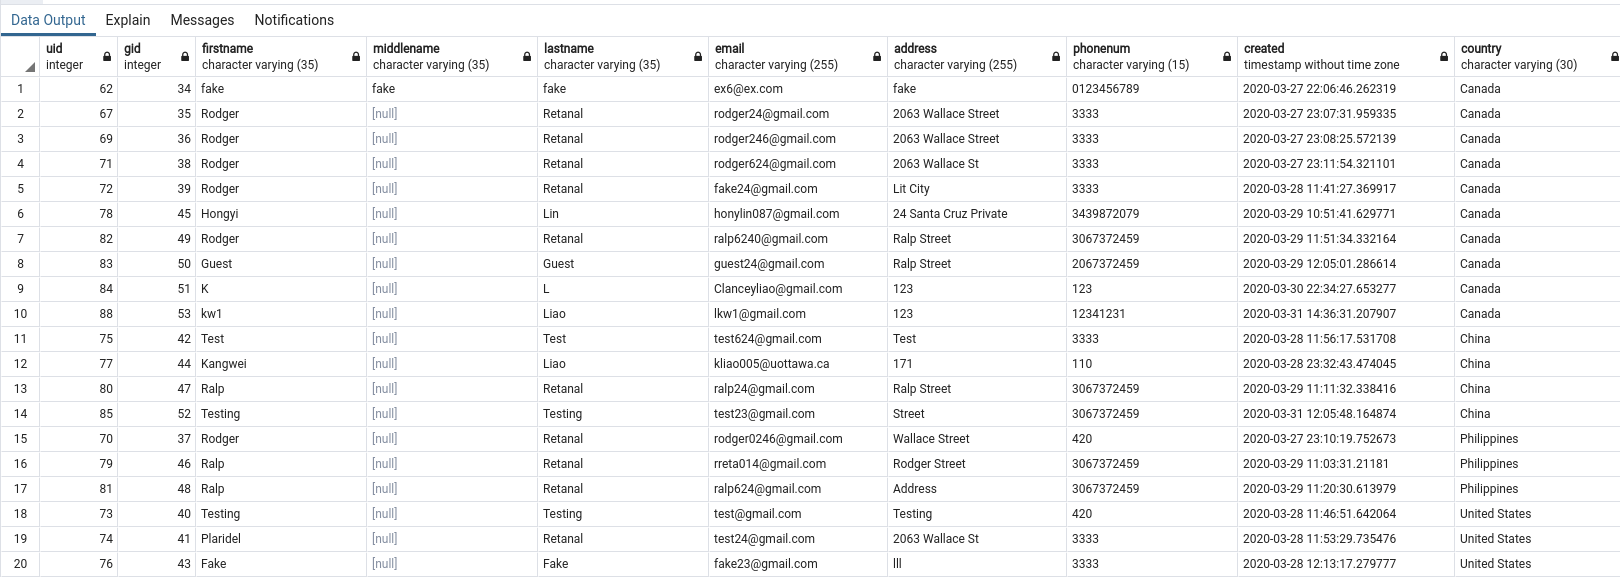 Data Output Explain Messages Notifications
uid gid firstname middlename lastname email address phonenum created country
integer integer character varying (35) character varying (35) character varying (35) character varying (255) character varying (255) character varying (15) timestamp without time zone character varying (30)
1 62 34 fake fake fake ex6@ex.com fake 0123456789 2020-03-27 22:06:46.262319 Canada
2 67 35 Rodger [null] Retanal rodger24@gmail.com 2063 Wallace Street 3333 2020-03-27 23:07:31.959335 Canada
3 69 36 Rodger [null] Retanal rodger246@gmail.com 2063 Wallace Street 3333 2020-03-27 23:08:25.572139 Canada
4 71 38 Rodger [null] Retanal rodger624@gmail.com 2063 Wallace St 3333 2020-03-27 23:11:54.321101 Canada
5 72 39 Rodger [null] Retanal fake24@gmail.com Lit City 3333 2020-03-28 11:41:27.369917 Canada
6 78 45 Hongyi [null] Lin honylin087@gmail.com 24 Santa Cruz Private 3439872079 2020-03-29 10:51:41.629771 Canada
7 82 49 Rodger [null] Retanal ralp6240@gmail.com Ralp Street 3067372459 2020-03-29 11:51:34.332164 Canada
8 83 50 Guest [null] Guest guest24@gmail.com Ralp Street 2067372459 2020-03-29 12:05:01.286614 Canada
9 84 51 K [null] L Clanceyliao@gmail.com 123 123 2020-03-30 22:34:27.653277 Canada
10 88 53 kw1 [null] Liao lkw1@gmail.com 123 12341231 2020-03-31 14:36:31.207907 Canada
11 75 42 Test [null] Test test624@gmail.com Test 3333 2020-03-28 11:56:17.531708 China
12 77 44 Kangwei [null] Liao kliao005@uottawa.ca 171 110 2020-03-28 23:32:43.474045 China
13 80 47 Ralp [null] Retanal ralp24@gmail.com Ralp Street 3067372459 2020-03-29 11:11:32.338416 China
14 85 52 Testing [null] Testing test23@gmail.com Street 3067372459 2020-03-31 12:05:48.164874 China
15 70 37 Rodger [null] Retanal rodger0246@gmail.com Wallace Street 420 2020-03-27 23:10:19.752673 Philippines
16 79 46 Ralp [null] Retanal rreta014@gmail.com Rodger Street 3067372459 2020-03-29 11:03:31.21181 Philippines
17 81 48 Ralp [null] Retanal ralp624@gmail.com Address 3067372459 2020-03-29 11:20:30.613979 Philippines
18 73 40 Testing [null] Testing test@gmail.com Testing 420 2020-03-28 11:46:51.642064 United States
19 74 41 Plaridel [null] Retanal test24@gmail.com 2063 Wallace St 3333 2020-03-28 11:53:29.735476 United States
20 76 43 Fake [null] Fake fake23@gmail.com lll 3333 2020-03-28 12:13:17.279777 United States